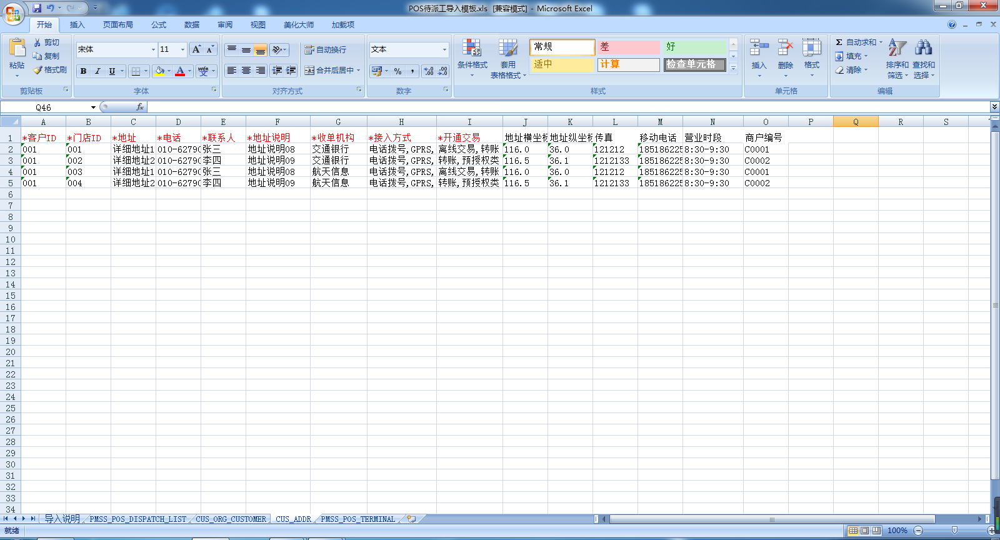 POS待派工导入模板.xls  [兼容模式] - Microsoft Excel
开始 插入 页面布局 公式 数据 审阅 视图 美化大师 加载项
粘贴 剪切 复制 格式刷 剪贴板
宋体 11 B I U A 字体
自动换行 合并后居中 对齐方式
文本 % , 数字
条件格式 套用表格格式 常规 差 好 适中 计算 检查单元格 样式
插入 删除 格式 单元格
Σ 自动求和 填充 清除 排序和筛选 查找和选择 编辑
Q46 fx
A B C D E F G H I J K L M N O P Q R S
1 *客户ID *门店ID *地址 *电话 *联系人 *地址说明 *收单机构 *接入方式 *开通交易 地址横坐标 地址纵坐标 传真 移动电话 营业时段 商户编号
2 001 001 详细地址1 010-6279 张三 地址说明08 交通银行 电话拨号,GPRS, 离线交易,转账 116.0 36.0 121212 18518622 8:30-9:30 C0001
3 001 002 详细地址2 010-6279 李四 地址说明09 交通银行 电话拨号,GPRS, 转账,预授权类 116.5 36.1 1212133 18518622 8:30-9:30 C0002
4 001 003 详细地址1 010-6279 张三 地址说明08 航天信息 电话拨号,GPRS, 离线交易,转账 116.0 36.0 121212 18518622 8:30-9:30 C0001
5 001 004 详细地址2 010-6279 李四 地址说明09 航天信息 电话拨号,GPRS, 转账,预授权类 116.5 36.1 1212133 18518622 8:30-9:30 C0002
6
7
8
9
10
11
12
13
14
15
16
17
18
19
20
21
22
23
24
25
26
27
28
29
30
31
32
33
34
导入说明 PMSS_POS_DISPATCH_LIST CUS_ORG_CUSTOMER CUS_ADDR PMSS_POS_TERMINAL
就绪 100%